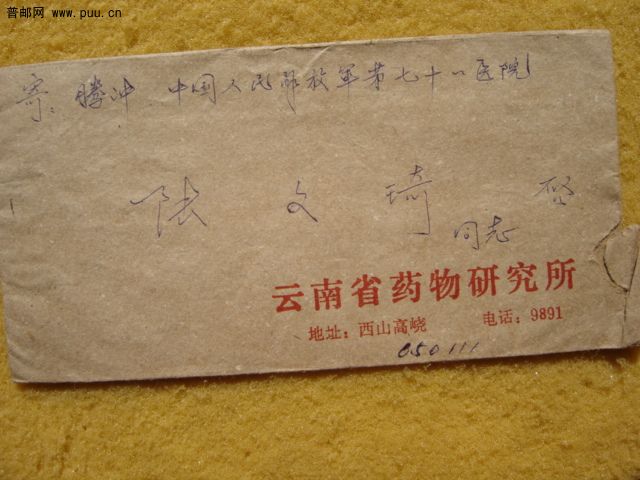 普邮网 www.puu.cn
寄：腾冲 中国人民解放军第七十一医院
张文琦 启
同志
云南省药物研究所
地址：西山高峣 电话：9891
650111